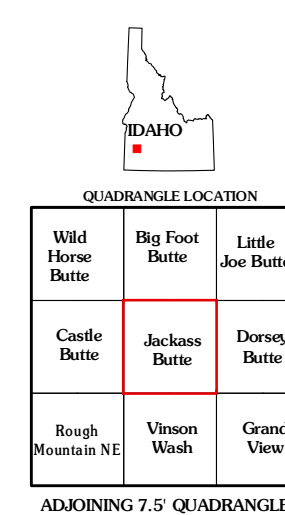 IDAHO
QUADRANGLE LOCATION
Wild
Horse
Butte
Big Foot
Butte
Little
Joe Butte
Castle
Butte
Jackass
Butte
Dorsey
Butte
Rough
Mountain NE
Vinson
Wash
Grand
View
ADJOINING 7.5' QUADRANGLE